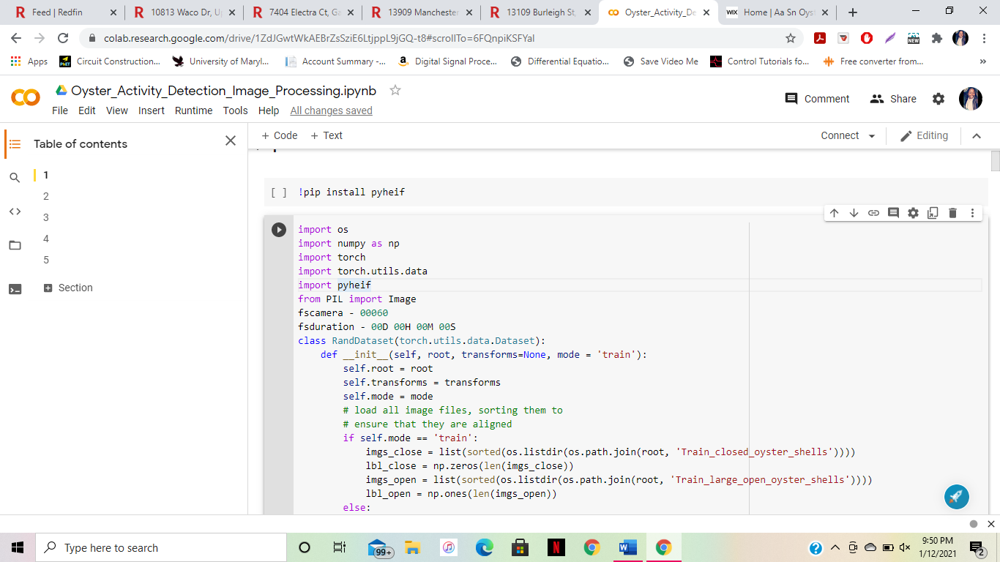 Feed | Redfin
10813 Waco Dr, U
7404 Electra Ct, Ga
13909 Manchester
13109 Burleigh St,
Oyster_Activity_De
WIX Home | Aa Sn Oyst
colab.research.google.com/drive/1ZdJGwtWkAEBrZsSziE6LtjppL9jGQ-t8#scrollTo=6FQnpiKSFYal
NEW
Apps
PhET Circuit Construction...
University of Maryl...
Account Summary -...
Digital Signal Proce...
Differential Equatio...
Save Video Me
Control Tutorials fo...
Free converter from...
»
Oyster_Activity_Detection_Image_Processing.ipynb
File Edit View Insert Runtime Tools Help All changes saved
Comment
Share
+ Code + Text
Connect
Editing
Table of contents
1
2
3
4
5
Section
[ ] !pip install pyheif
import os
import numpy as np
import torch
import torch.utils.data
import pyheif
from PIL import Image
fscamera - 00060
fsduration - 00D 00H 00M 00S
class RandDataset(torch.utils.data.Dataset):
def __init__(self, root, transforms=None, mode = 'train'):
self.root = root
self.transforms = transforms
self.mode = mode
# load all image files, sorting them to
# ensure that they are aligned
if self.mode == 'train':
imgs_close = list(sorted(os.listdir(os.path.join(root, 'Train_closed_oyster_shells'))))
lbl_close = np.zeros(len(imgs_close))
imgs_open = list(sorted(os.listdir(os.path.join(root, 'Train_large_open_oyster_shells'))))
lbl_open = np.ones(len(imgs_open))
else:
Type here to search
99+
9:50 PM
1/12/2021
2